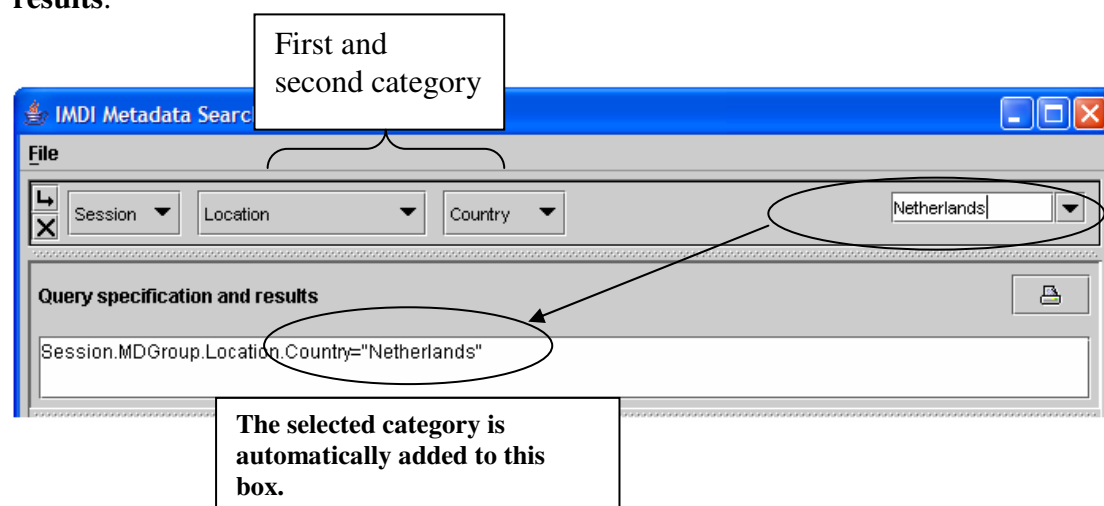 results.
First and
second category
IMDI Metadata Searc
File
Session Location Country Netherlands
Query specification and results
Session.MDGroup.Location.Country="Netherlands"
The selected category is
automatically added to this
box.